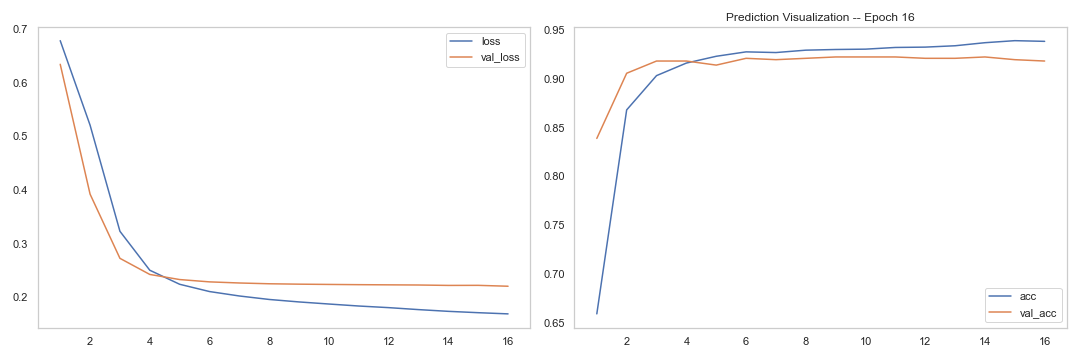 0.7
0.6
0.5
0.4
0.3
0.2
2 4 6 8 10 12 14 16
loss
val_loss
Prediction Visualization -- Epoch 16
0.95
0.90
0.85
0.80
0.75
0.70
0.65
2 4 6 8 10 12 14 16
acc
val_acc